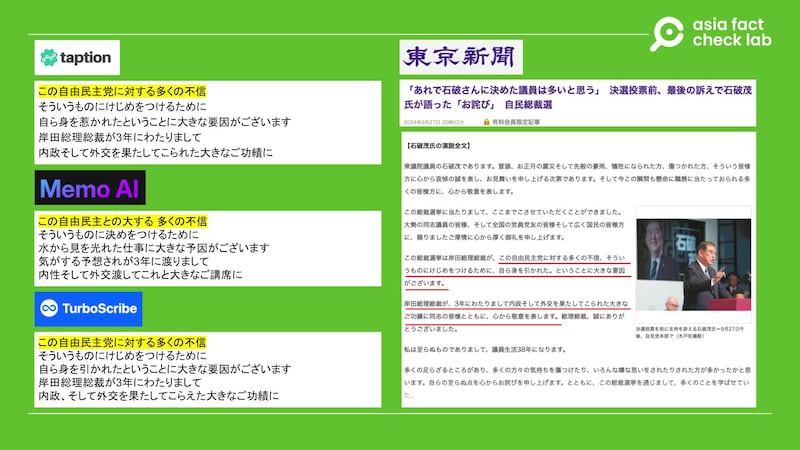 asia fact
check lab
taption
この自由民主党に対する多くの不信
そういうものにけじめをつけるために
自ら身を惹かれたということに大きな要因がございます
岸田総理総裁が3年にわたりまして
内政そして外交を果たしてこられた大きなご功績に
Memo AI
この自由民主との大する 多くの不信
そういうものに決めをつけるために
水から見を光れた仕事に大きな予因がございます
気がする予想されが3年に渡りまして
内性そして外交渡してこれと大きなご講席に
TurboScribe
この自由民主党に対する多くの不信
そういうものにけじめをつけるために
自ら身を引かれたということに大きな要因がございます
岸田総理総裁が3年にわたりまして
内政、そして外交を果たしてこらえた大きなご功績に
東京新聞
「あれで石破さんに決めた議員は多いと思う」 決選投票前、最後の訴えで石破茂
氏が語った「お詫び」 自民総裁選
2024年9月27日 20時52分
有料会員限定記事
【石破茂氏の演説全文】
衆院議員の石破茂であります。冒頭、お正月の震災そして先般の豪雨、犠牲になられた方、傷つかれた方、そういう皆様
方に心から哀悼の誠を表し、お見舞いを申し上げる次第であります。そして今この瞬間も懸命に職務に当たっておられる多
くの皆様方に、心から敬意を表します。
この総裁選挙に当たりまして、ここまでこさせていただくことができました。
大勢の同志議員の皆様、そして全国の党員党友の皆様そして広く国民の皆様方
に、賜りましたご厚情に心から厚く御礼を申し上げます。
この総裁選挙は岸田総理総裁が、この自由民主党に対する多くの不信、そうい
うものにけじめをつけるために、自ら身を引かれた。ということに大きな要因
がございます。
岸田総理総裁が、3年にわたりまして内政そして外交を果たしてこられた大きな
ご功績に同志の皆様とともに、心から敬意を表します。総理総裁、誠にありが
とうございました。
私は至らぬものでありまして、議員生活38年になります。
多くの足らざるところがあり、多くの方々の気持ちを傷つけたり、いろんな嫌な思いをされたりされた方が多かったかと思
います。自らの至らぬ点を心からお詫びを申し上げます。とともに、この総裁選挙を通じまして、多くのことを学ばせてい
た...
石破
決選投票を前に支持を訴える石破茂氏=9月27日午
後、自民党本部で(木戸佑撮影)